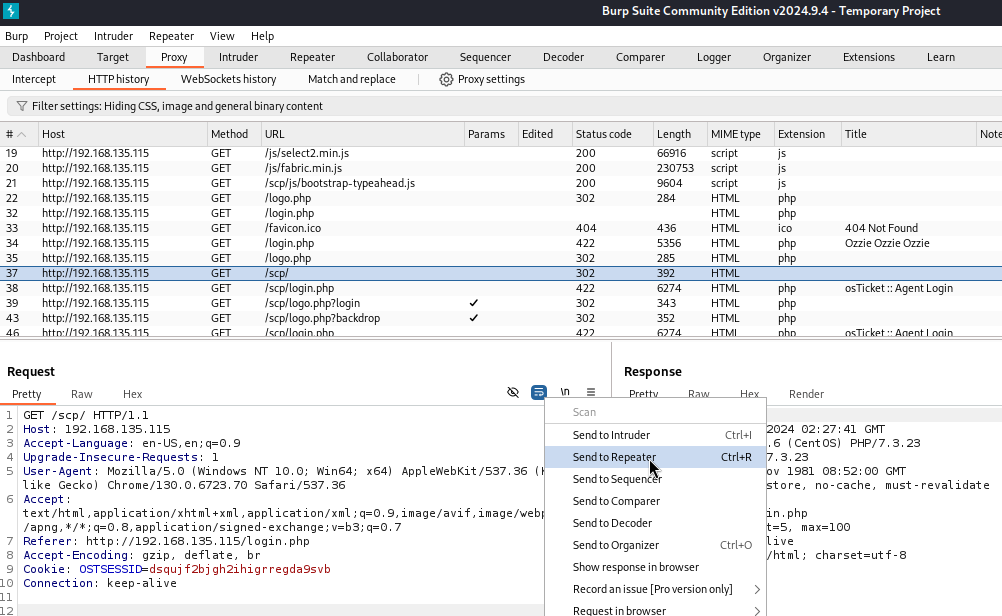 Burp Suite Community Edition v2024.9.4 - Temporary Project
Burp Project Intruder Repeater View Help
Dashboard Target Proxy Intruder Repeater Collaborator Sequencer Decoder Comparer Logger Organizer Extensions Learn
Intercept HTTP history WebSockets history Match and replace Proxy settings
Filter settings: Hiding CSS, image and general binary content
# Host Method URL Params Edited Status code Length MIME type Extension Title Note
19 http://192.168.135.115 GET /js/select2.min.js 200 66916 script js
20 http://192.168.135.115 GET /js/fabric.min.js 200 230753 script js
21 http://192.168.135.115 GET /scp/js/bootstrap-typeahead.js 200 9604 script js
22 http://192.168.135.115 GET /logo.php 302 284 HTML php
32 http://192.168.135.115 GET /login.php HTML php
33 http://192.168.135.115 GET /favicon.ico 404 436 HTML ico 404 Not Found
34 http://192.168.135.115 GET /login.php 422 5356 HTML php Ozzie Ozzie Ozzie
35 http://192.168.135.115 GET /logo.php 302 285 HTML php
37 http://192.168.135.115 GET /scp/ 302 392 HTML
38 http://192.168.135.115 GET /scp/login.php 422 6274 HTML php osTicket :: Agent Login
39 http://192.168.135.115 GET /scp/logo.php?login ✓ 302 343 HTML php
43 http://192.168.135.115 GET /scp/logo.php?backdrop ✓ 302 352 HTML php
46 http://192.168.135.115 GET /scp/login.php 422 6274 HTML php osTicket :: Agent Login
Request
Pretty Raw Hex \n
1 GET /scp/ HTTP/1.1
2 Host: 192.168.135.115
3 Accept-Language: en-US,en;q=0.9
4 Upgrade-Insecure-Requests: 1
5 User-Agent: Mozilla/5.0 (Windows NT 10.0; Win64; x64) AppleWebKit/537.36 (K
like Gecko) Chrome/130.0.6723.70 Safari/537.36
6 Accept:
text/html,application/xhtml+xml,application/xml;q=0.9,image/avif,image/webp
/apng,*/*;q=0.8,application/signed-exchange;v=b3;q=0.7
7 Referer: http://192.168.135.115/login.php
8 Accept-Encoding: gzip, deflate, br
9 Cookie: OSTSESSID=dsqujf2bjgh2ihigrregda9svb
10 Connection: keep-alive
11
12
Scan
Send to Intruder Ctrl+I
Send to Repeater Ctrl+R
Send to Sequencer
Send to Comparer
Send to Decoder
Send to Organizer Ctrl+O
Show response in browser
Record an issue [Pro version only] >
Request in browser >
Response
Pretty Raw Hex Render
2024 02:27:41 GMT
.6 (CentOS) PHP/7.3.23
7.3.23
ov 1981 08:52:00 GMT
store, no-cache, must-revalidate
in.php
t=5, max=100
live
/html; charset=utf-8